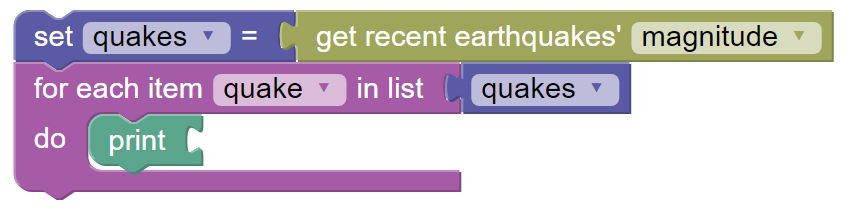 set quakes ▼ = get recent earthquakes' magnitude ▼
for each item quake ▼ in list quakes ▼
do print